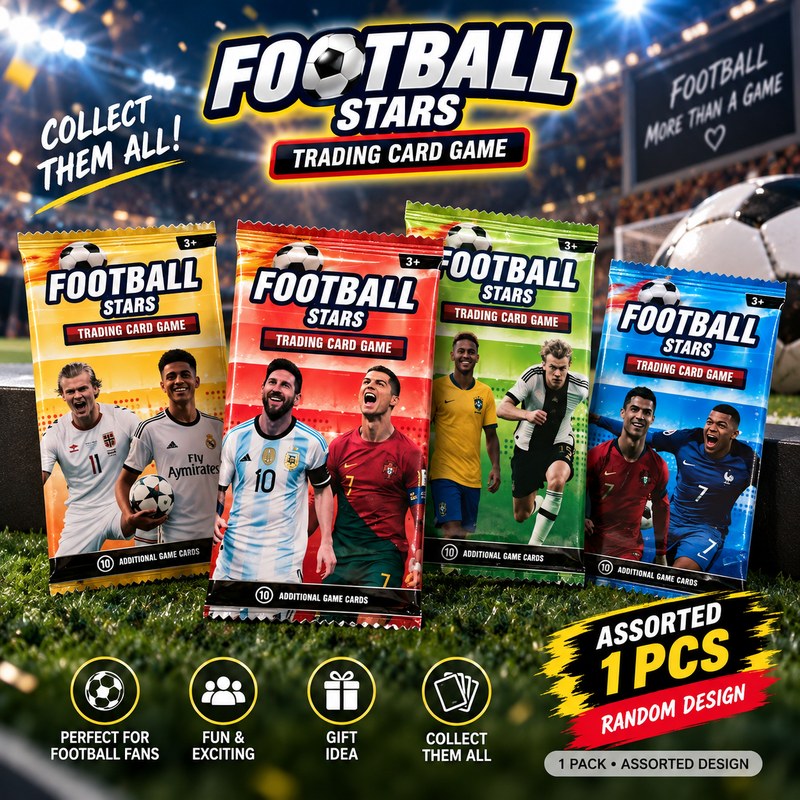 FOOTBALL
STARS
TRADING CARD GAME
COLLECT
THEM ALL!
FOOTBALL
MORE THAN A GAME
3+
FOOTBALL
STARS
TRADING CARD GAME
11
Fly
Aymirates
10 ADDITIONAL GAME CARDS
3+
FOOTBALL
STARS
TRADING CARD GAME
10
7
10 ADDITIONAL GAME CARDS
3+
FOOTBALL
STARS
TRADING CARD GAME
10 ADDITIONAL GAME CARDS
3+
FOOTBALL
STARS
TRADING CARD GAME
7
7
7
10 ADDITIONAL GAME CARDS
PERFECT FOR
FOOTBALL FANS
FUN &
EXCITING
GIFT
IDEA
COLLECT
THEM ALL
ASSORTED
1 PCS
RANDOM DESIGN
1 PACK • ASSORTED DESIGN